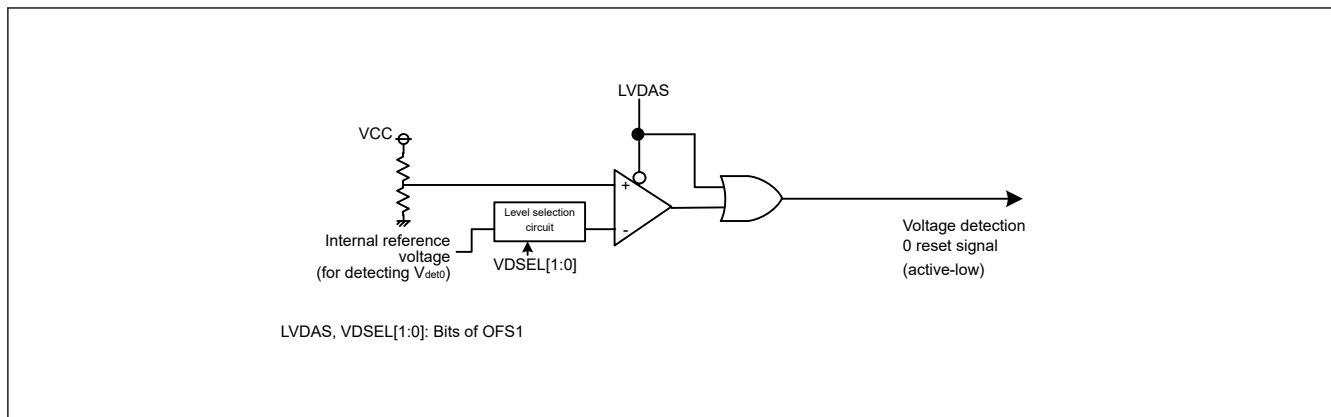 LVDAS
VCC
+
Level selection
circuit
-
Internal reference
voltage
(for detecting Vdet0)
VDSEL[1:0]
Voltage detection
0 reset signal
(active-low)
LVDAS, VDSEL[1:0]: Bits of OFS1